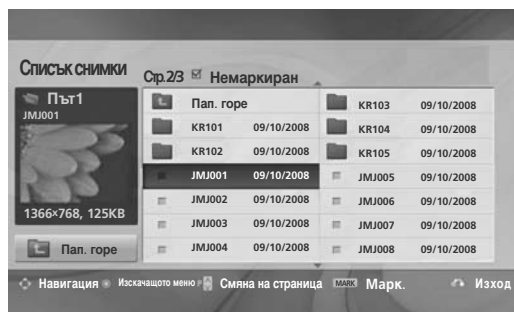 Списък снимки
Стр.2/3 Немаркиран
Път1
JMJ001
1366×768, 125KB
Пап. горе
Пап. горе
KR101 09/10/2008
KR102 09/10/2008
JMJ001 09/10/2008
JMJ002 09/10/2008
JMJ003 09/10/2008
JMJ004 09/10/2008
KR103 09/10/2008
KR104 09/10/2008
KR105 09/10/2008
JMJ005 09/10/2008
JMJ006 09/10/2008
JMJ007 09/10/2008
JMJ008 09/10/2008
Навигация Изскачащото меню P Смяна на страница MARK Марк. Изход